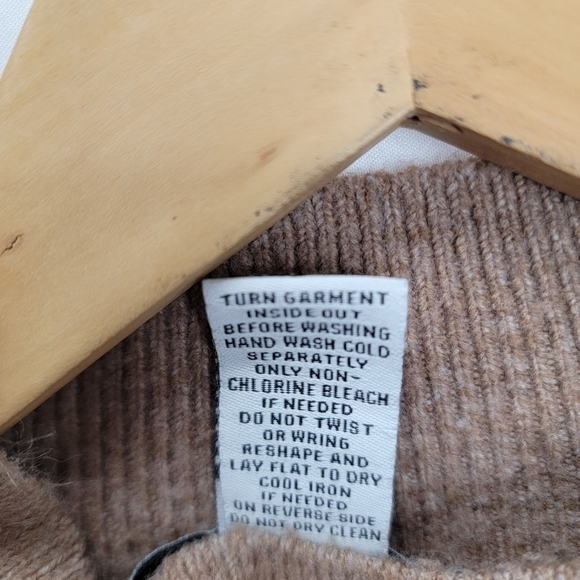 TURN GARMENT
INSIDE OUT
BEFORE WASHING
HAND WASH COLD
SEPARATELY
ONLY NON-
CHLORINE BLEACH
IF NEEDED
DO NOT TWIST
OR WRING
RESHAPE AND
LAY FLAT TO DRY
COOL IRON
IF NEEDED
ON REVERSE SIDE
DO NOT DRY CLEAN